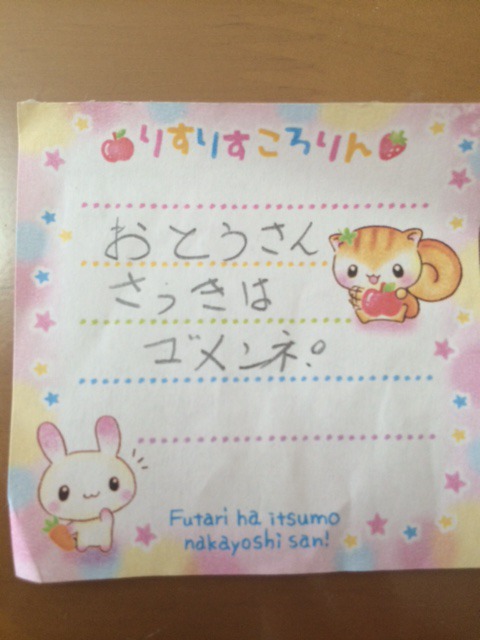 りすりすころりん
おとうさん
さっきは
ゴメンネ。
Futari ha itsumo
nakayoshi san!